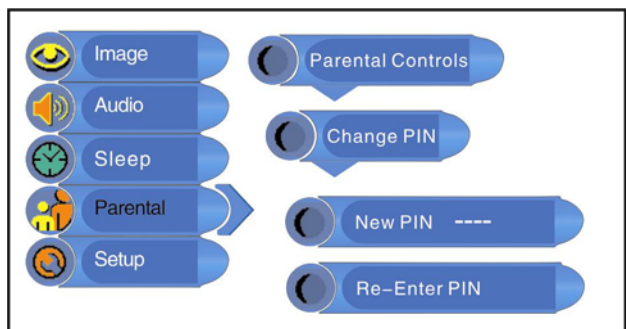 Image
Audio
Sleep
Parental
Setup
Parental Controls
Change PIN
New PIN ----
Re-Enter PIN